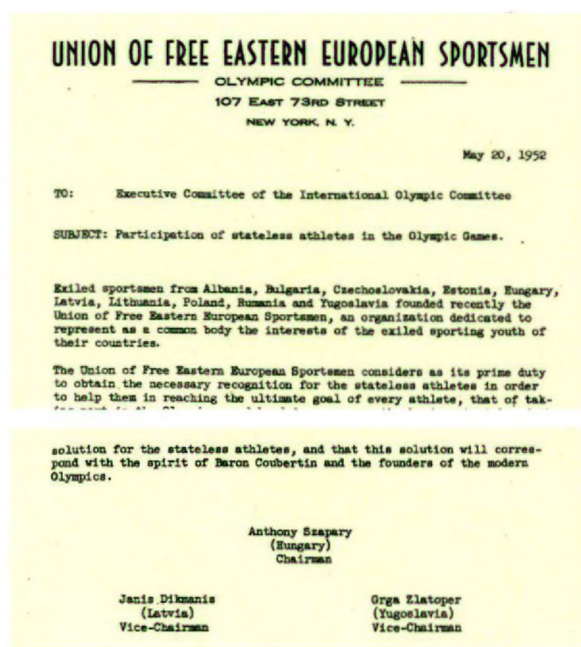 UNION OF FREE EASTERN EUROPEAN SPORTSMEN
OLYMPIC COMMITTEE
107 EAST 73RD STREET
NEW YORK, N. Y.
May 20, 1952
TO: Executive Committee of the International Olympic Committee
SUBJECT: Participation of stateless athletes in the Olympic Games.
Exiled sportsmen from Albania, Bulgaria, Czechoslovakia, Estonia, Hungary,
Latvia, Lithuania, Poland, Rumania and Yugoslavia founded recently the
Union of Free Eastern European Sportsmen, an organization dedicated to
represent as a common body the interests of the exiled sporting youth of
their countries.
The Union of Free Eastern European Sportsmen considers as its prime duty
to obtain the necessary recognition for the stateless athletes in order
to help them in reaching the ultimate goal of every athlete, that of tak-
solution for the stateless athletes, and that this solution will corres-
pond with the spirit of Baron Coubertin and the founders of the modern
Olympics.
Anthony Szapary
(Hungary)
Chairman
Janis Dikmanis
(Latvia)
Vice-Chairman
Grga Zlatoper
(Yugoslavia)
Vice-Chairman